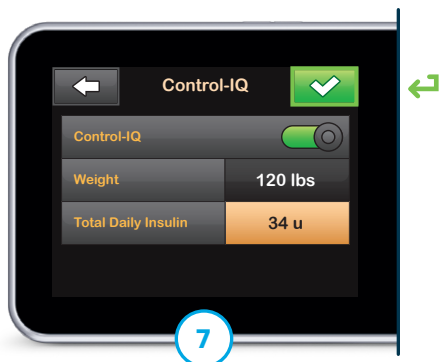 Control-IQ
Control-IQ
Weight 120 lbs
Total Daily Insulin 34 u
7